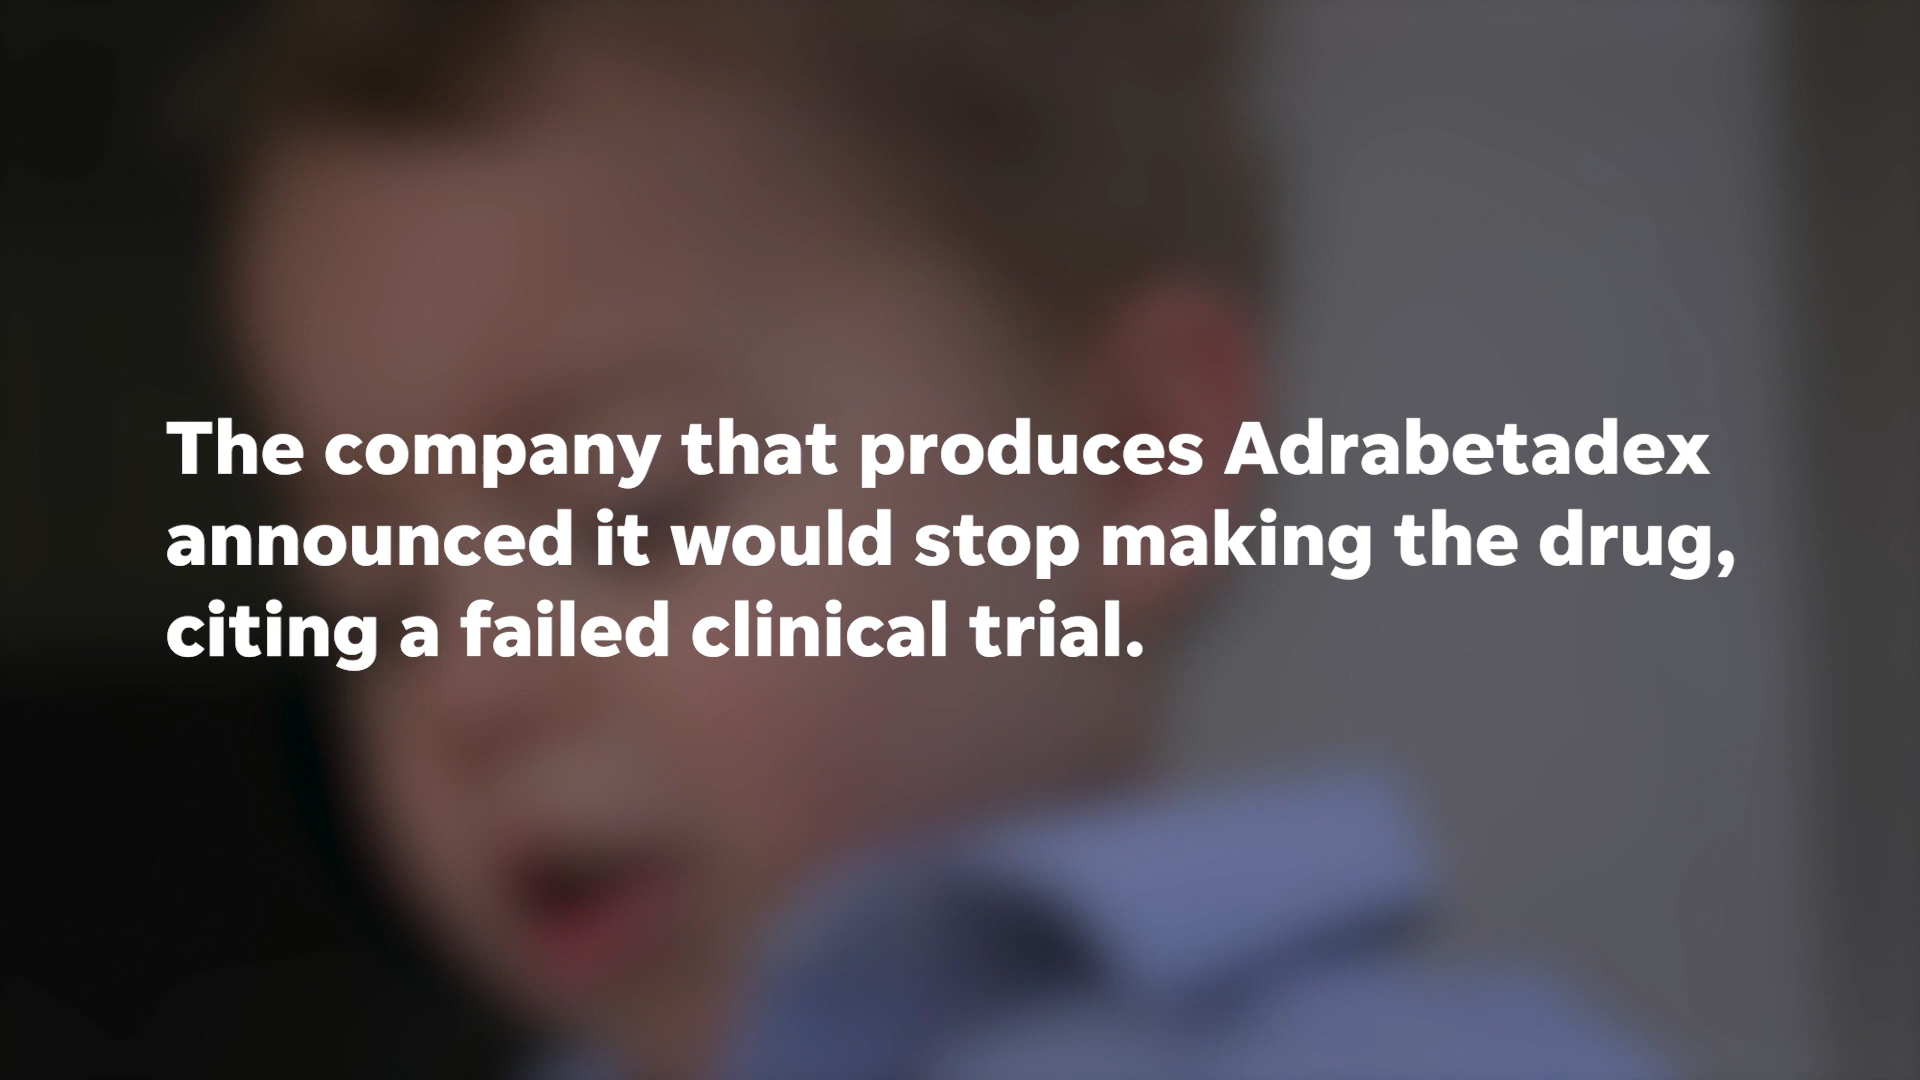 The company that produces Adrabetadex
announced it would stop making the drug,
citing a failed clinical trial.